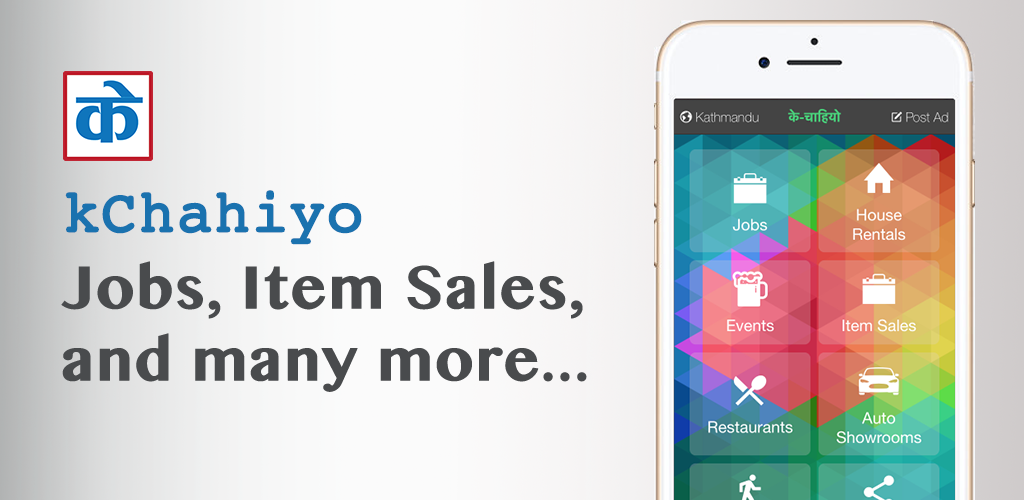 के
kChahiyo
Jobs, Item Sales,
and many more...
Kathmandu
के-चाहियो
Post Ad
Jobs
House
Rentals
Events
Item Sales
Restaurants
Auto
Showrooms